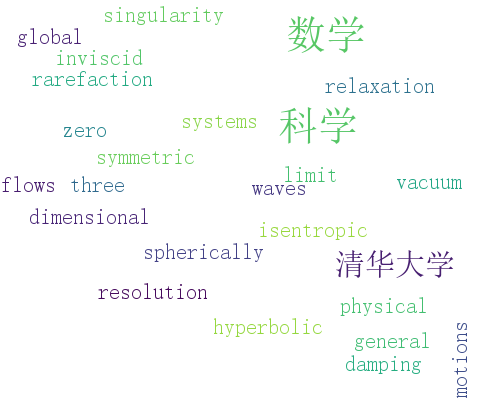 singularity
数学
global
inviscid
rarefaction
relaxation
systems
科学
zero
symmetric
limit
flows
three
waves
vacuum
dimensional
isentropic
spherically
清华大学
resolution
physical
hyperbolic
general
motions
damping